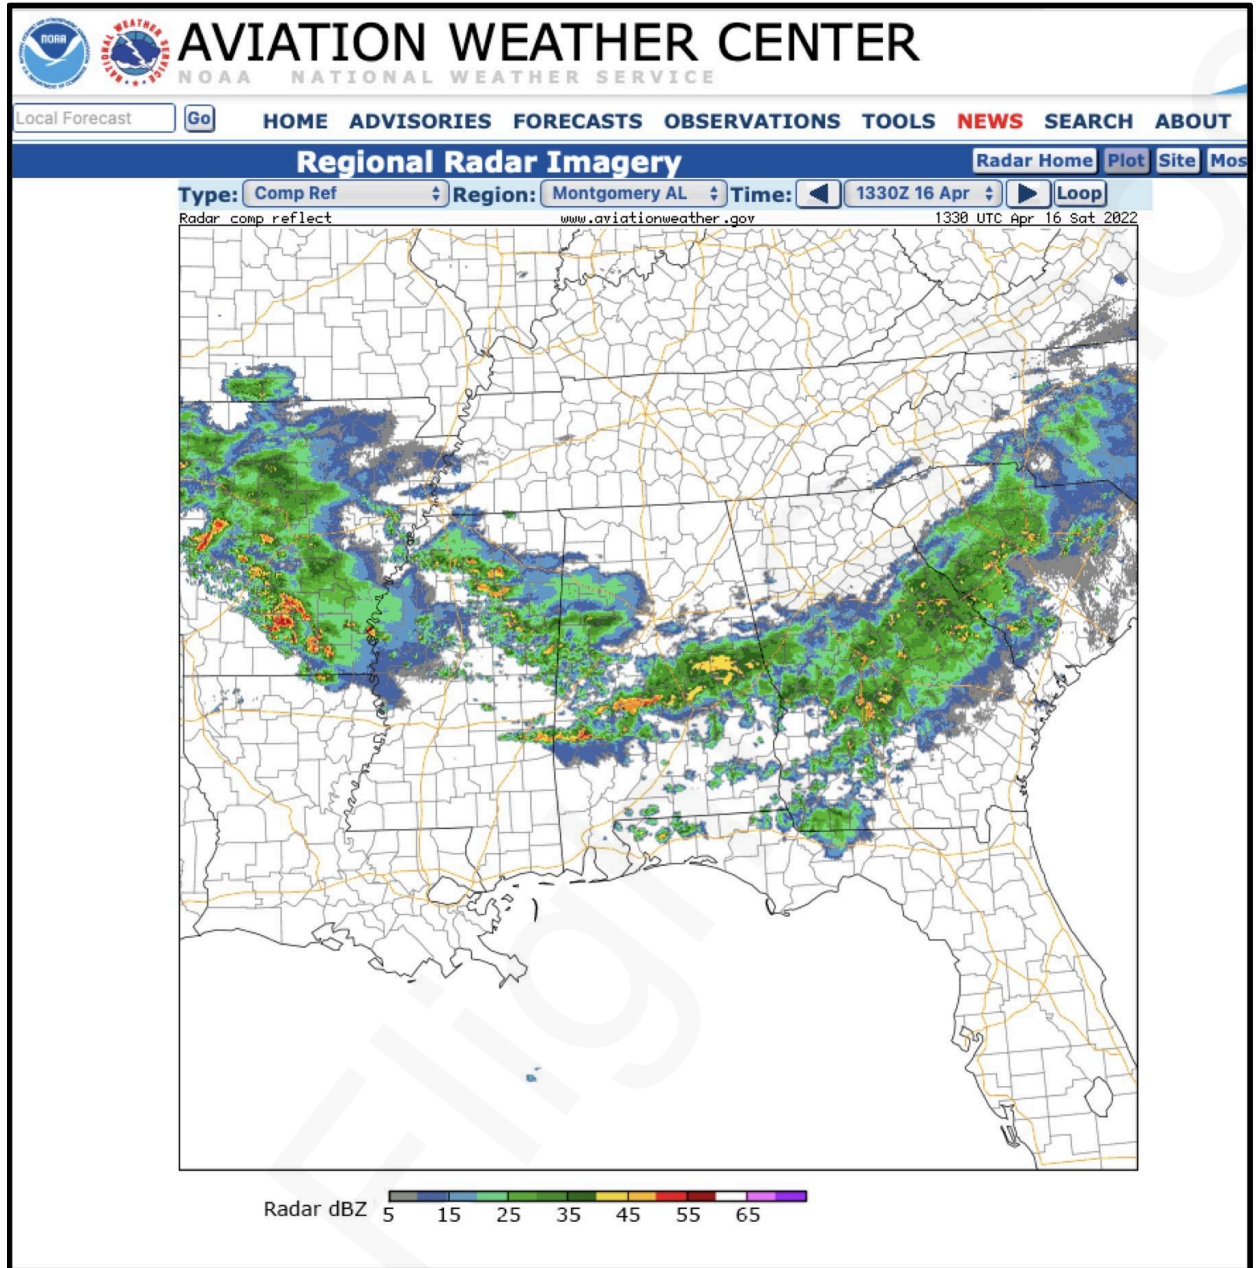 NOAA
AVIATION WEATHER CENTER
NOAA NATIONAL WEATHER SERVICE
Local Forecast Go HOME ADVISORIES FORECASTS OBSERVATIONS TOOLS NEWS SEARCH ABOUT
Regional Radar Imagery Radar Home Plot Site Mos
Type: Comp Ref Region: Montgomery AL Time: 1330Z 16 Apr Loop
Radar comp reflect www.aviationweather.gov 1330 UTC Apr 16 Sat 2022
Radar dBZ 5 15 25 35 45 55 65